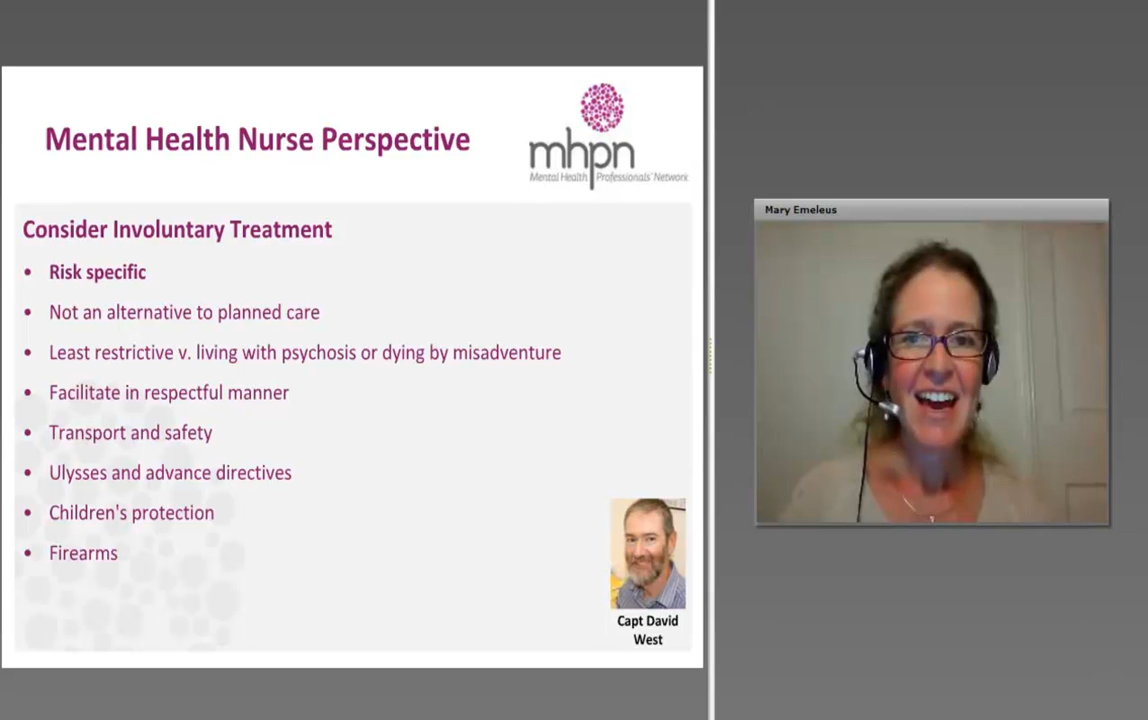 Mental Health Nurse Perspective
mhpn
Mental Health Professionals' Network
Consider Involuntary Treatment
• Risk specific
• Not an alternative to planned care
• Least restrictive v. living with psychosis or dying by misadventure
• Facilitate in respectful manner
• Transport and safety
• Ulysses and advance directives
• Children's protection
• Firearms
Capt David
West
Mary Emeleus